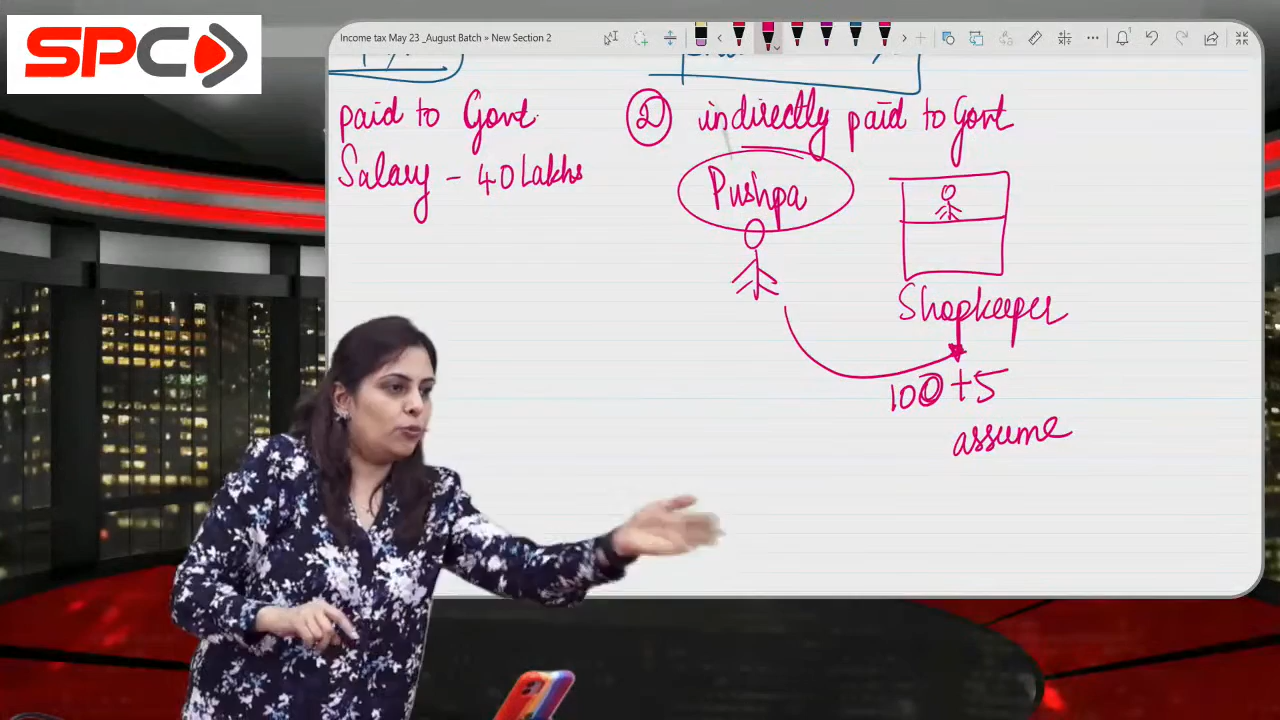 SPC
Income tax May 23 _August Batch » New Section 2
paid to Govt.
Salary - 40 Lakhs
② indirectly paid to Govt
Pushpa
Shopkeeper
100 + 5
assume